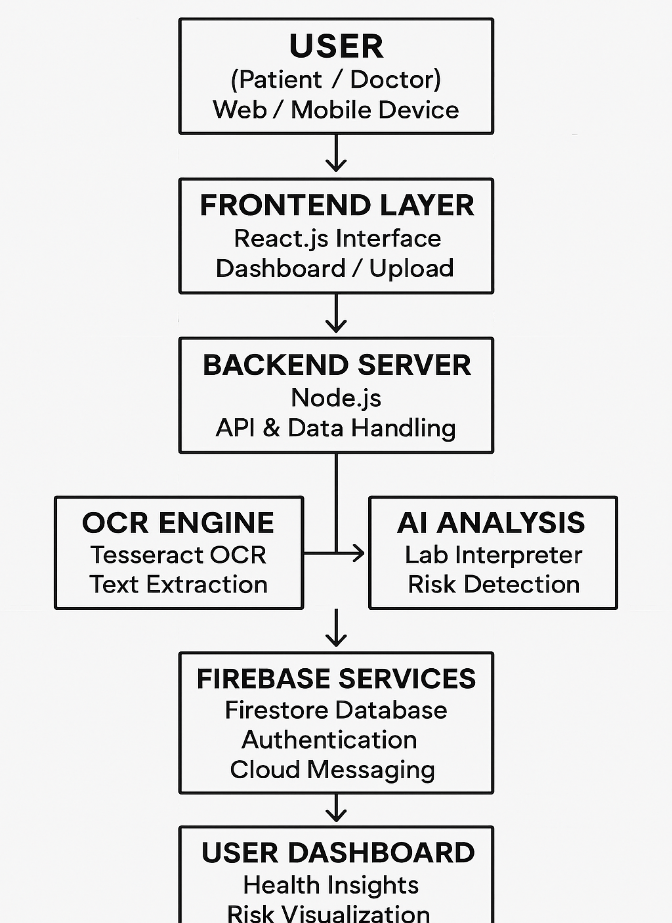 USER
(Patient / Doctor)
Web / Mobile Device
FRONTEND LAYER
React.js Interface
Dashboard / Upload
BACKEND SERVER
Node.js
API & Data Handling
OCR ENGINE
Tesseract OCR
Text Extraction
AI ANALYSIS
Lab Interpreter
Risk Detection
FIREBASE SERVICES
Firestore Database
Authentication
Cloud Messaging
USER DASHBOARD
Health Insights
Risk Visualization